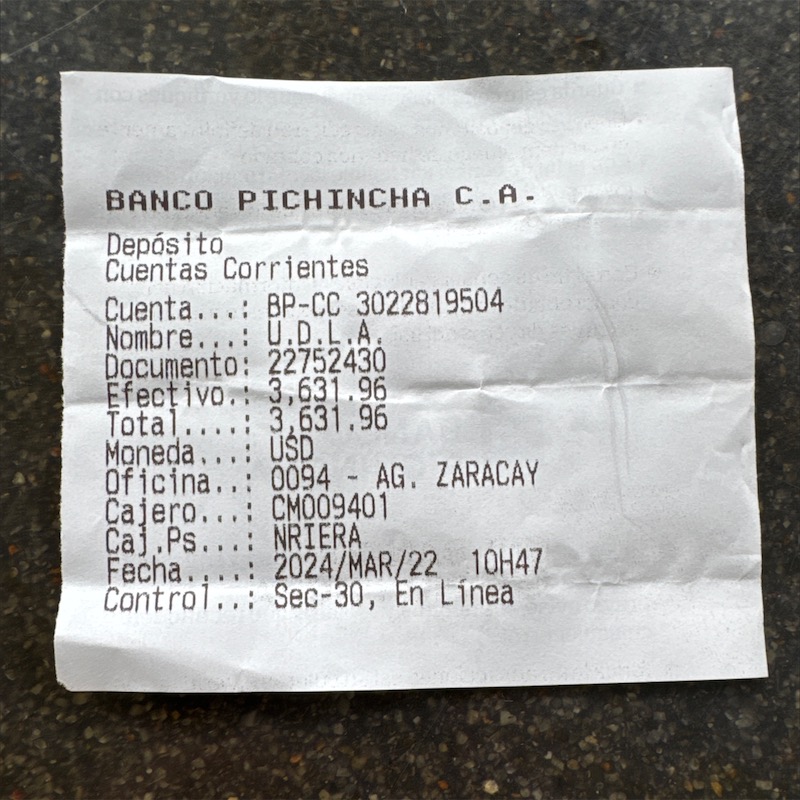 BANCO PICHINCHA C.A.
Depósito
Cuentas Corrientes
Cuenta...: BP-CC 3022819504
Nombre...: U.D.L.A.
Documento: 22752430
Efectivo.: 3,631.96
Total....: 3,631.96
Moneda...: USD
Oficina..: 0094 - AG. ZARACAY
Cajero...: CM009401
Caj.Ps...: NRIERA
Fecha....: 2024/MAR/22 10H47
Control..: Sec-30, En Línea